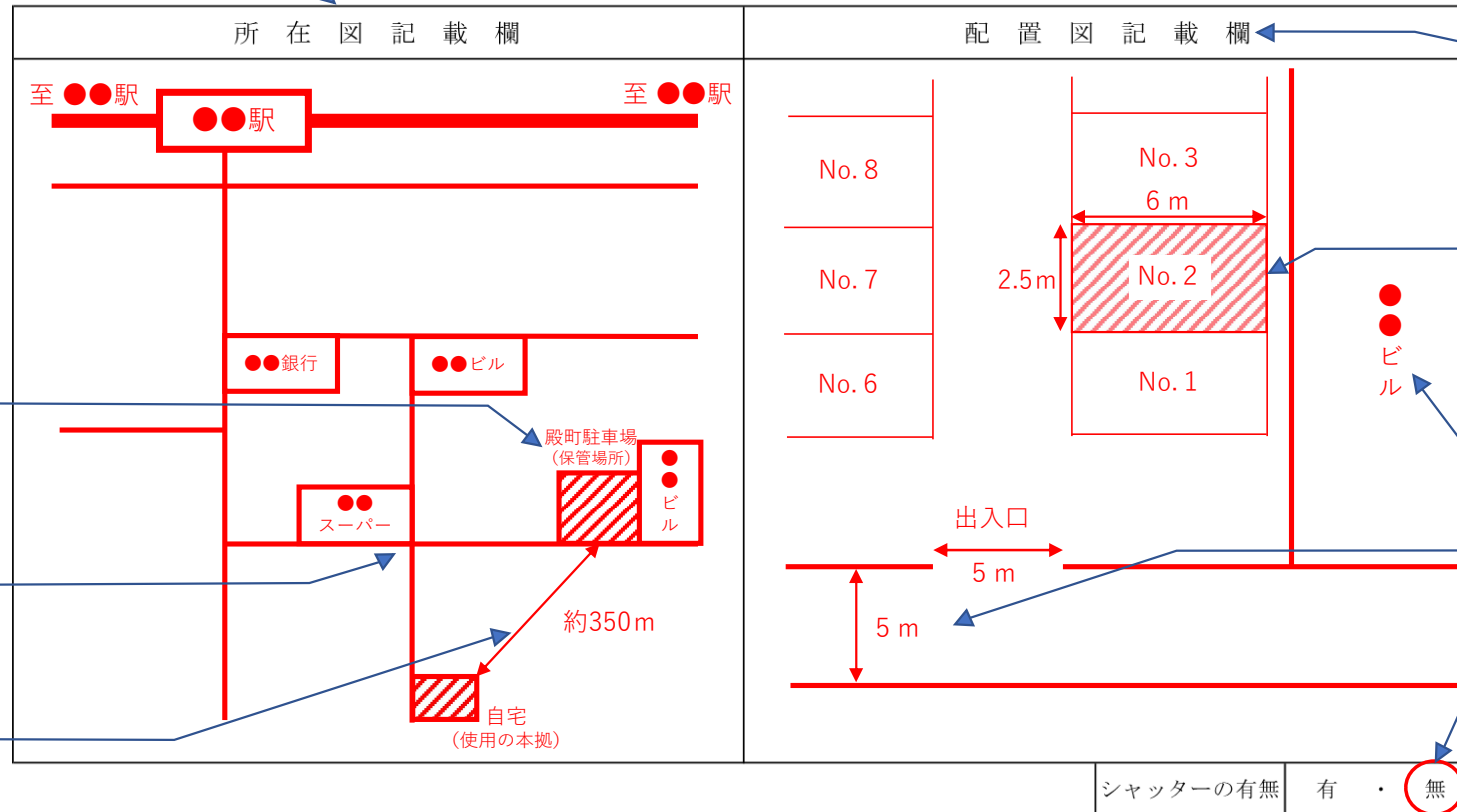 所在図記載欄
至 ●●駅
●●駅
至 ●●駅
●●銀行
●●ビル
殿町駐車場
(保管場所)
●●
スーパー
●●ビル
約350m
自宅
(使用の本拠)
配置図記載欄
No. 8
No. 3
6 m
No. 7
2.5m
No. 2
●●ビル
No. 6
No. 1
出入口
5 m
5 m
シャッターの有無 有 ・ 無